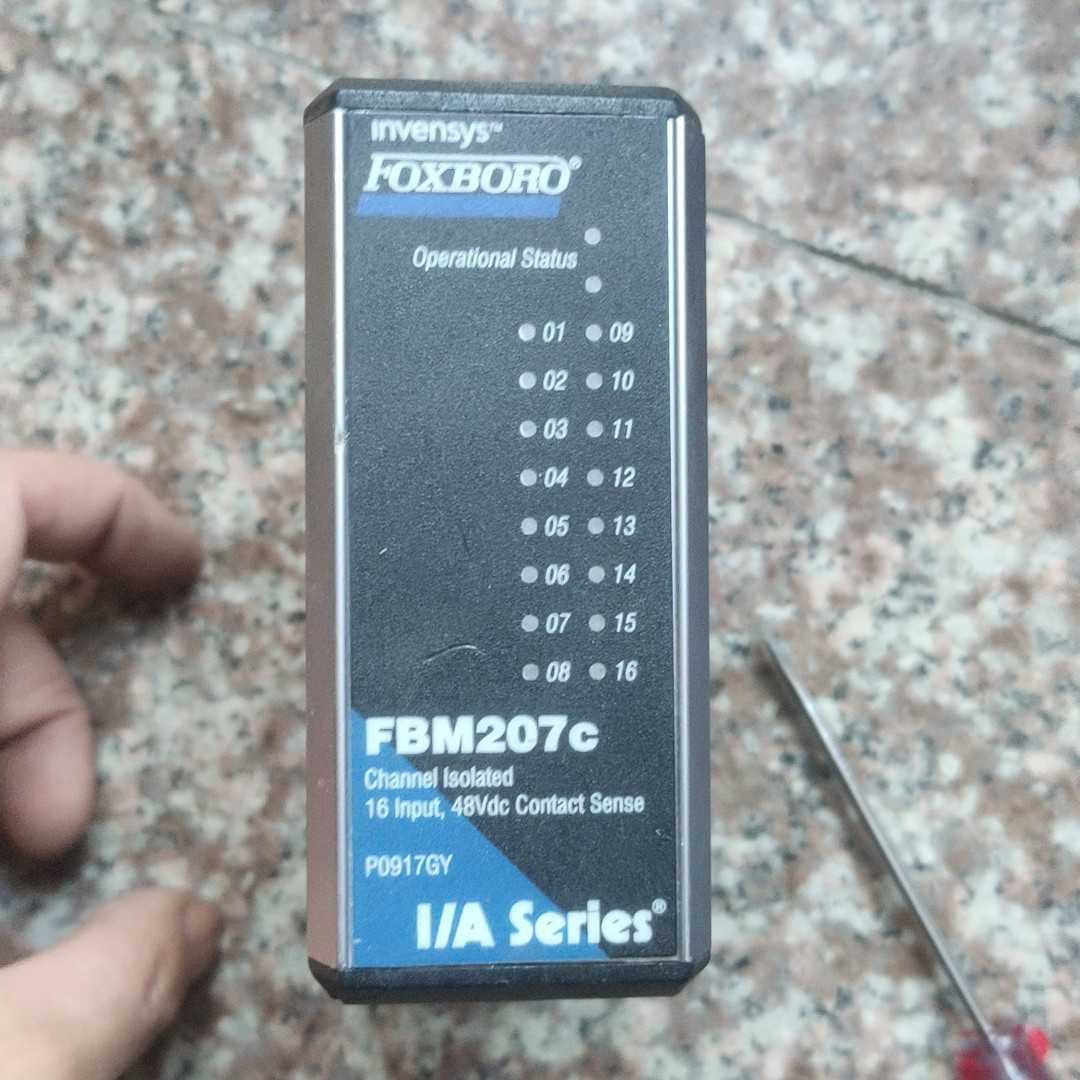 invensys™
FOXBORO®
Operational Status
01 09
02 10
03 11
04 12
05 13
06 14
07 15
08 16
FBM207c
Channel Isolated
16 Input, 48Vdc Contact Sense
P0917GY
I/A Series®